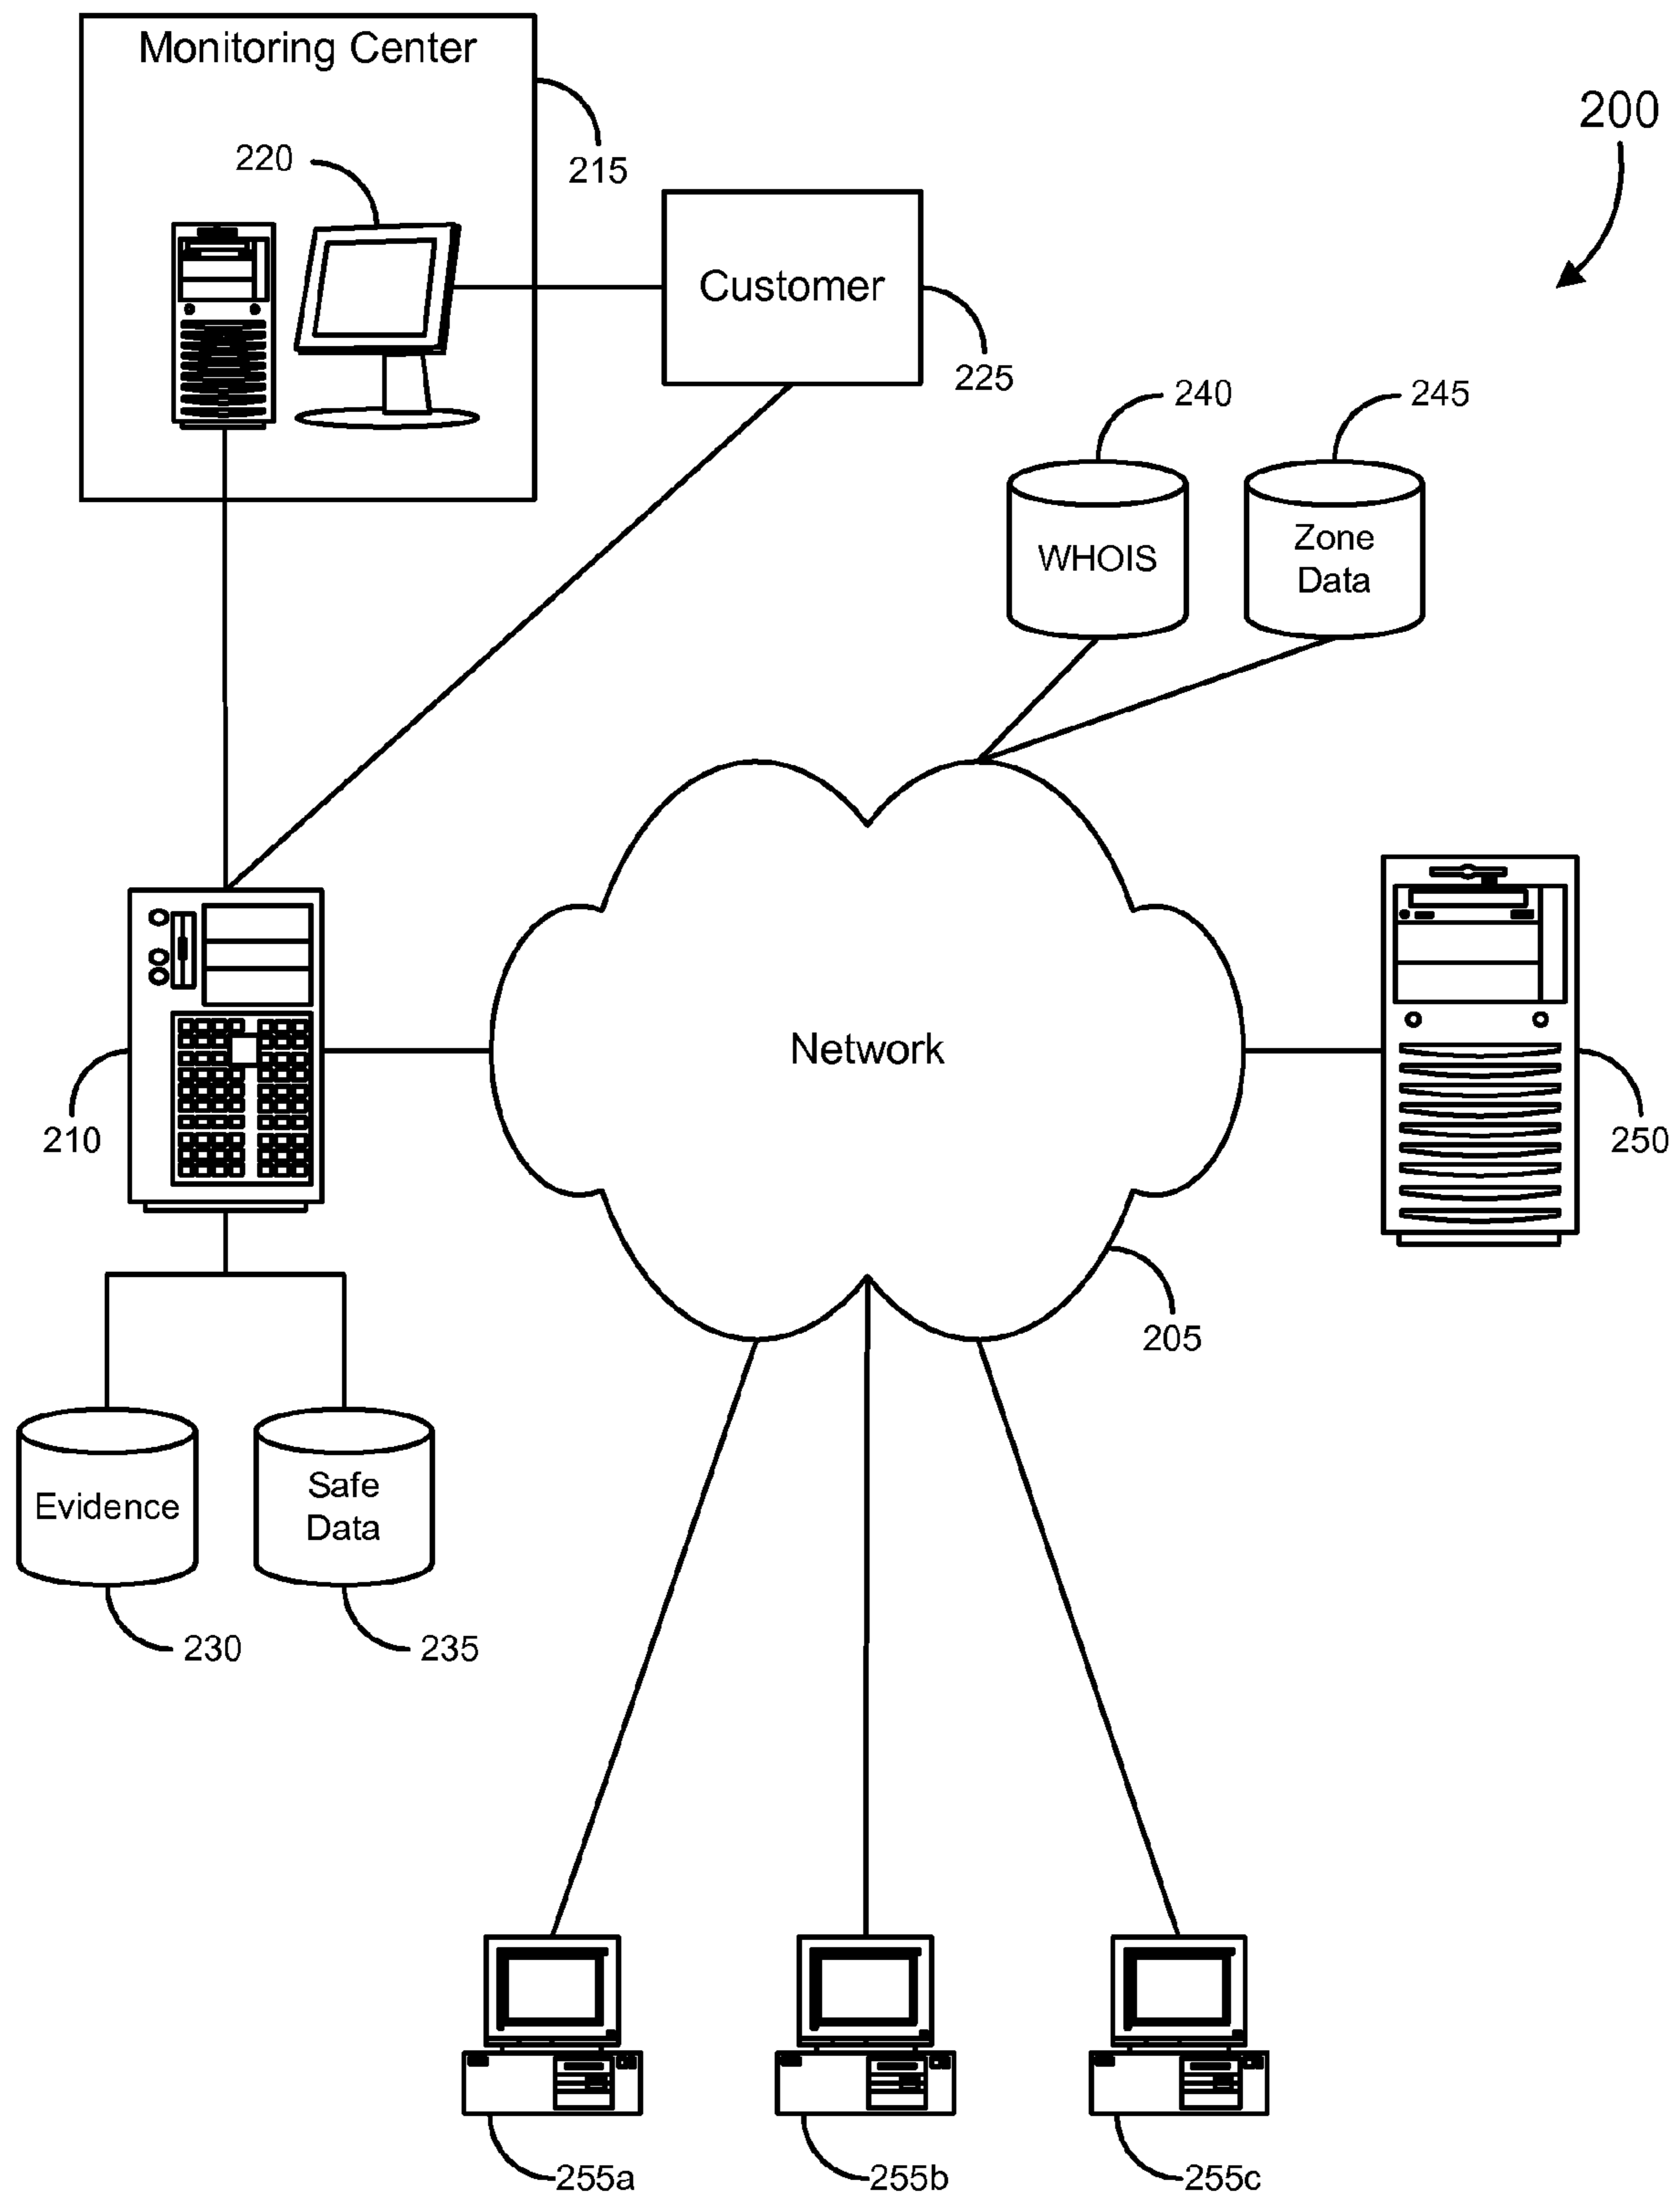 Monitoring Center
200
220
215
Customer
225
240
245
WHOIS
Zone
Data
Network
210
250
205
Evidence
Safe
Data
230
235
255a
255b
255c